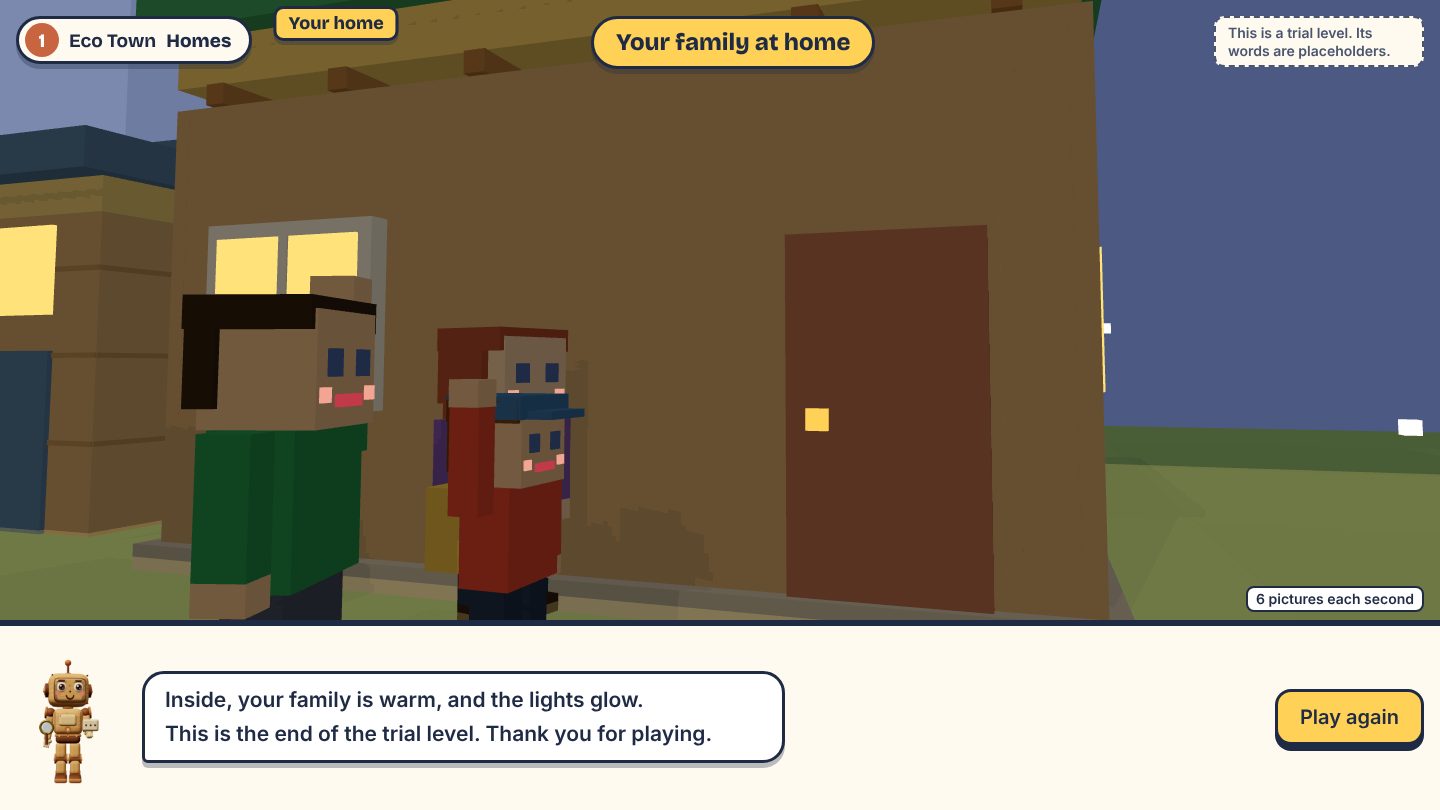 1 Eco Town Homes
Your home
Your family at home
This is a trial level. Its
words are placeholders.
6 pictures each second
Inside, your family is warm, and the lights glow.
This is the end of the trial level. Thank you for playing.
Play again